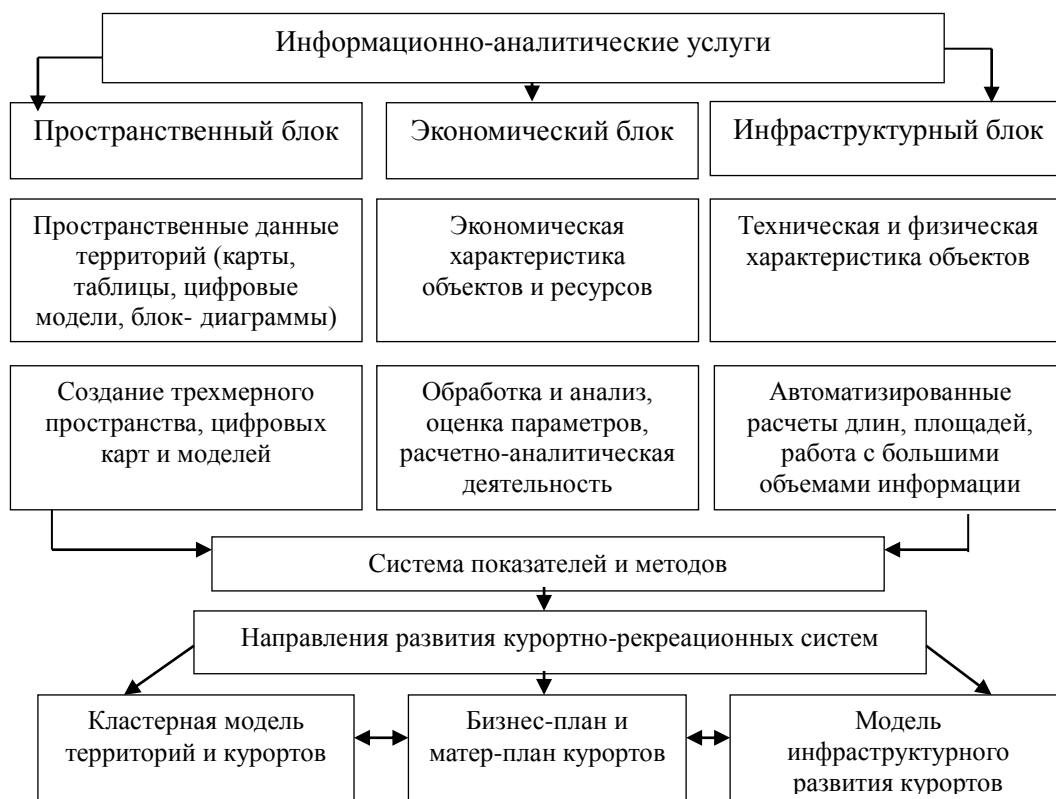 Информационно-аналитические услуги
Пространственный блок
Экономический блок
Инфраструктурный блок
Пространственные данные
территорий (карты,
таблицы, цифровые
модели, блок- диаграммы)
Экономическая
характеристика
объектов и ресурсов
Техническая и физическая
характеристика объектов
Создание трехмерного
пространства, цифровых
карт и моделей
Обработка и анализ,
оценка параметров,
расчетно-аналитическая
деятельность
Автоматизированные
расчеты длин, площадей,
работа с большими
объемами информации
Система показателей и методов
Направления развития курортно-рекреационных систем
Кластерная модель
территорий и курортов
Бизнес-план и
матер-план курортов
Модель
инфраструктурного
развития курортов